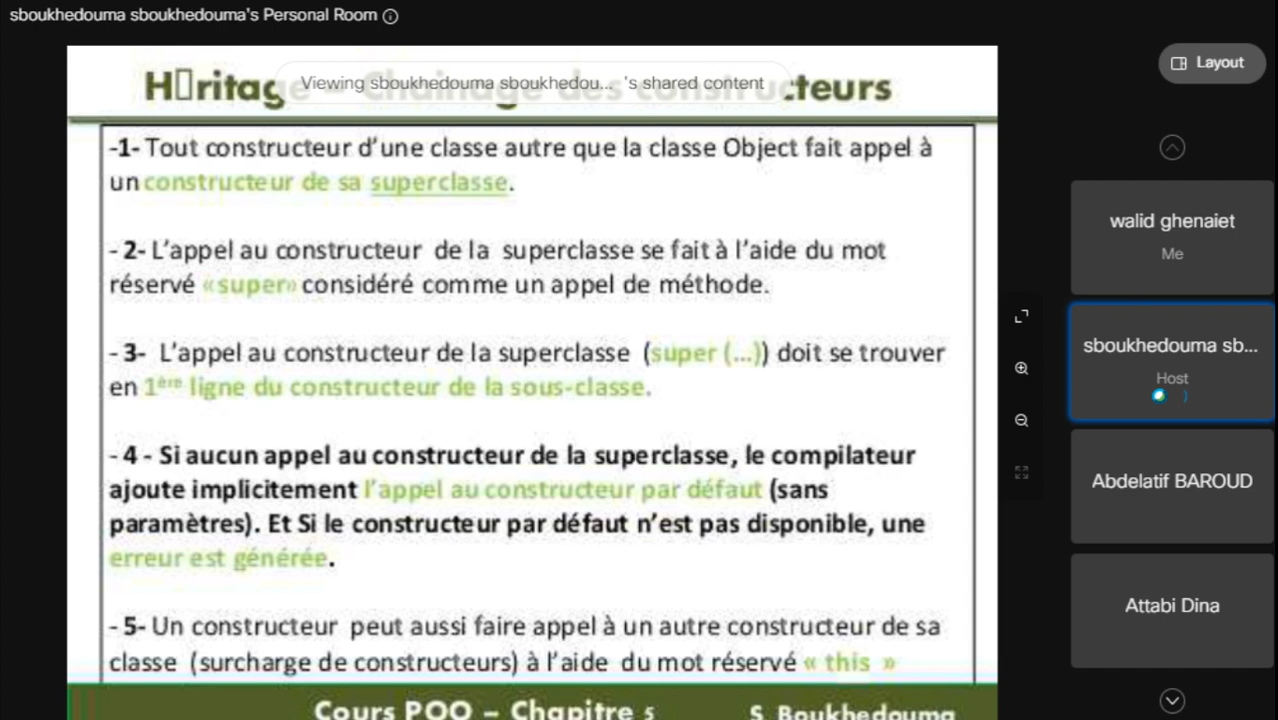 sboukhedouma sboukhedouma's Personal Room
Layout
Viewing sboukhedouma sboukhedou... 's shared content
H▯ritage – Chainage des constructeurs
-1- Tout constructeur d'une classe autre que la classe Object fait appel à
un constructeur de sa superclasse.
- 2- L'appel au constructeur de la superclasse se fait à l'aide du mot
réservé «super» considéré comme un appel de méthode.
- 3- L'appel au constructeur de la superclasse (super (...)) doit se trouver
en 1ère ligne du constructeur de la sous-classe.
- 4 - Si aucun appel au constructeur de la superclasse, le compilateur
ajoute implicitement l'appel au constructeur par défaut (sans
paramètres). Et Si le constructeur par défaut n'est pas disponible, une
erreur est générée.
- 5- Un constructeur peut aussi faire appel à un autre constructeur de sa
classe (surcharge de constructeurs) à l'aide du mot réservé « this »
Cours POO – Chapitre 5
S. Boukhedouma
walid ghenaiet
Me
sboukhedouma sb...
Host
Abdelatif BAROUD
Attabi Dina